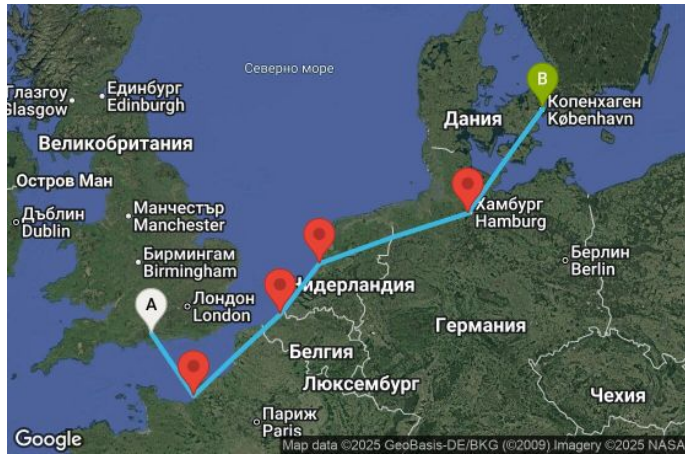 Северно море
Глазгоу
Glasgow
Единбург
Edinburgh
B
Копенхаген
København
Дания
Великобритания
Остров Ман
Дъблин
Dublin
Манчестър
Manchester
Хамбург
Hamburg
Бирмингам
Birmingham
Берлин
Berlin
A
Лондон
London
Нидерландия
Германия
Белгия
Люксембург
Чехия
Париж
Paris
Google
Map data ©2025 GeoBasis-DE/BKG (©2009) Imagery ©2025 NASA